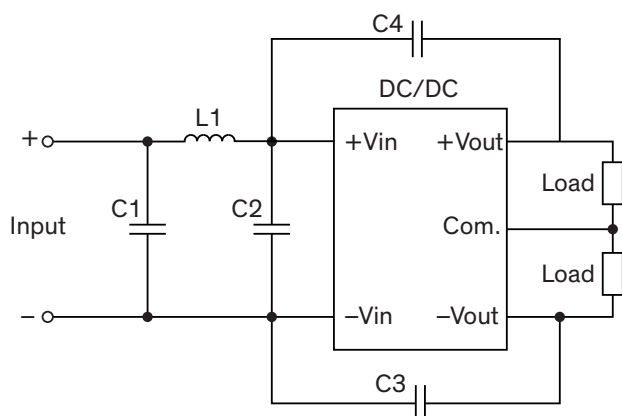 C4
DC/DC
L1
+
+Vin
+Vout
Load
C1
C2
Input
Com.
Load
–
–Vin
–Vout
C3